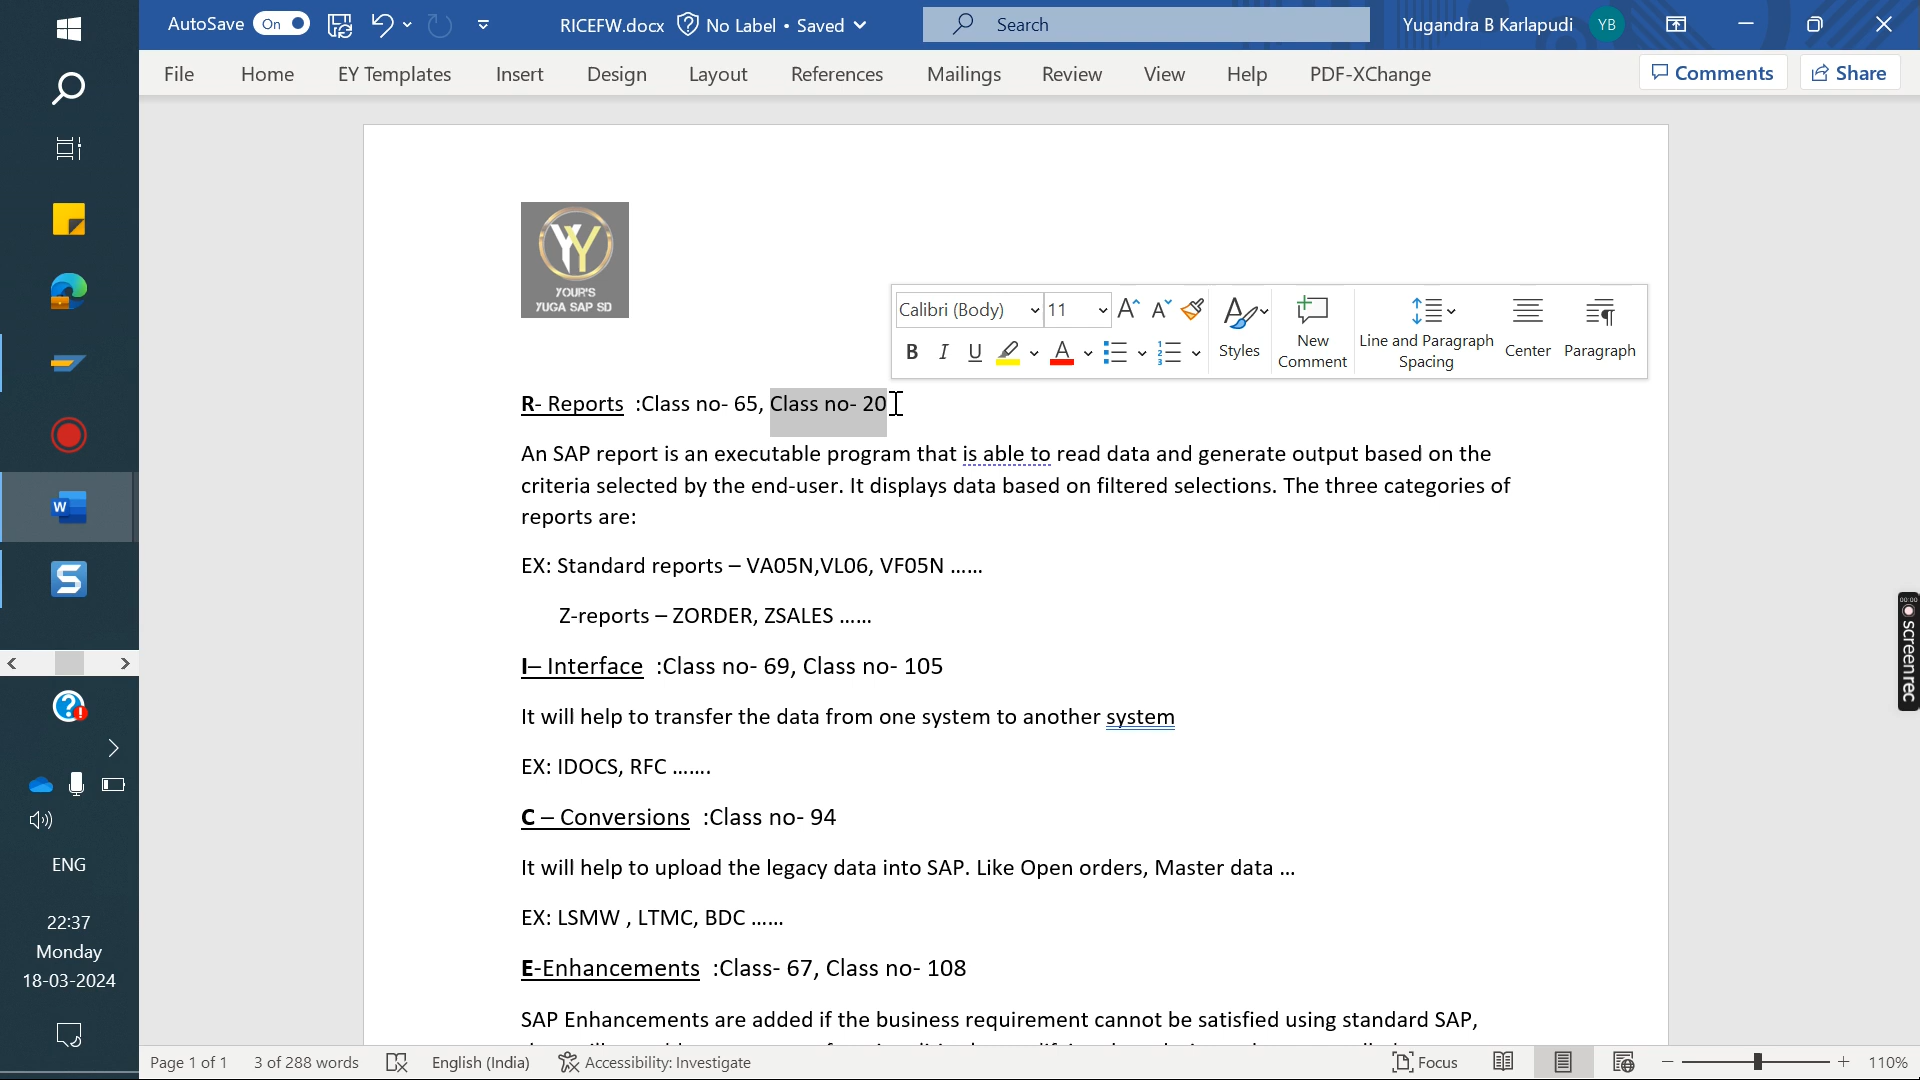 AutoSave On RICEFW.docx No Label • Saved Search Yugandra B Karlapudi YB
File Home EY Templates Insert Design Layout References Mailings Review View Help PDF-XChange Comments Share
YY
YOUR'S
YUGA SAP SD
Calibri (Body) 11
B I U A Styles New Comment Line and Paragraph Spacing Center Paragraph
R- Reports :Class no- 65, Class no- 20
An SAP report is an executable program that is able to read data and generate output based on the
criteria selected by the end-user. It displays data based on filtered selections. The three categories of
reports are:
EX: Standard reports – VA05N,VL06, VF05N ……
Z-reports – ZORDER, ZSALES ……
I– Interface :Class no- 69, Class no- 105
It will help to transfer the data from one system to another system
EX: IDOCS, RFC …….
C – Conversions :Class no- 94
It will help to upload the legacy data into SAP. Like Open orders, Master data …
EX: LSMW , LTMC, BDC ……
E-Enhancements :Class- 67, Class no- 108
SAP Enhancements are added if the business requirement cannot be satisfied using standard SAP,
00:00
screenrec
ENG
22:37
Monday
18-03-2024
Page 1 of 1 3 of 288 words English (India) Accessibility: Investigate Focus 110%